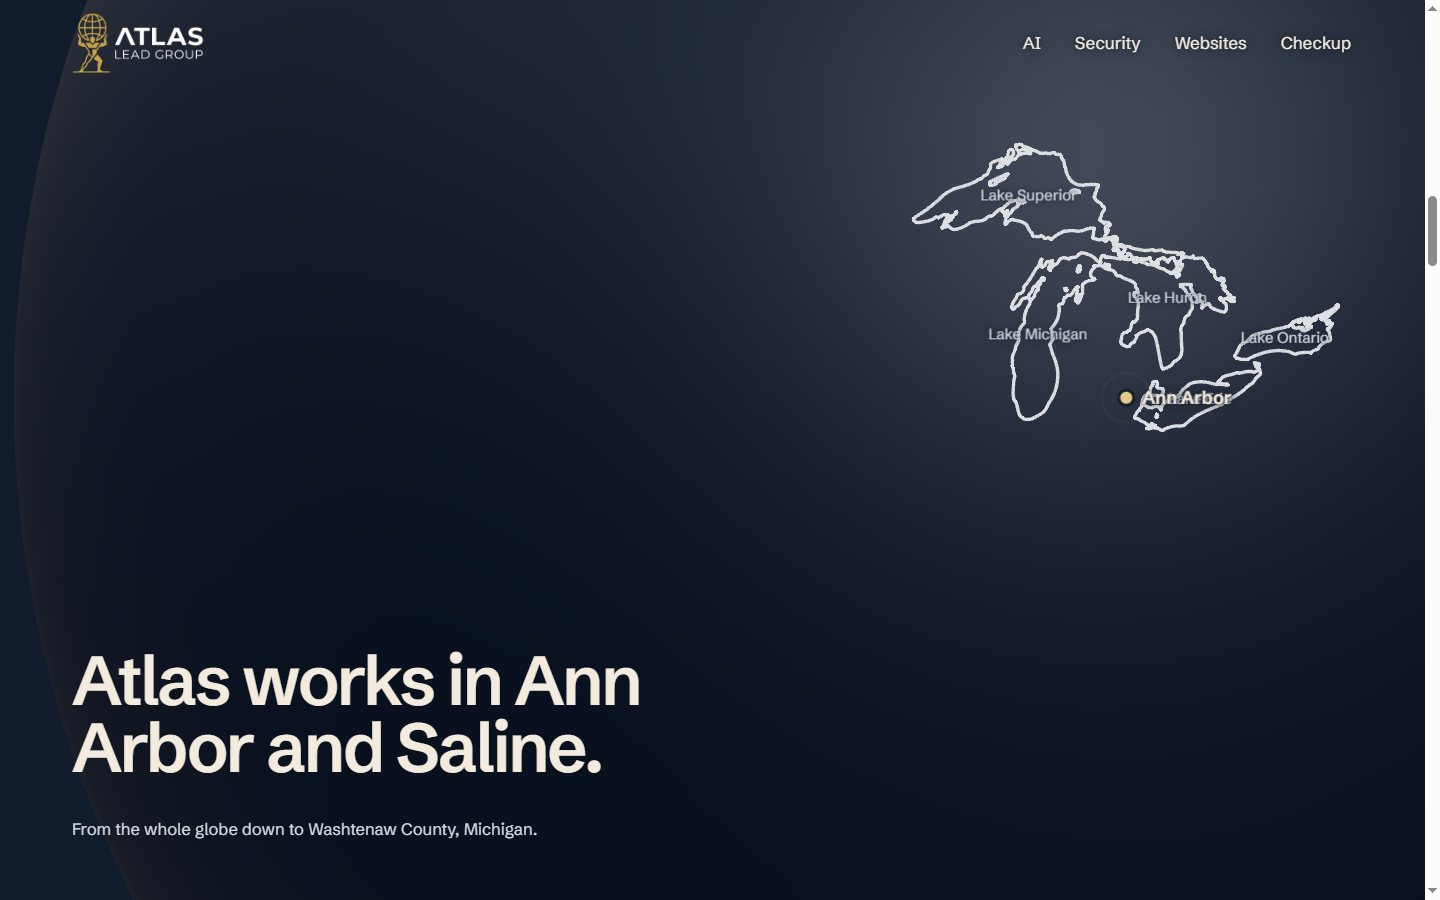 ATLAS
LEAD GROUP
AI
Security
Websites
Checkup
Lake Superior
Lake Huron
Lake Michigan
Lake Ontario
Ann Arbor
Atlas works in Ann
Arbor and Saline.
From the whole globe down to Washtenaw County, Michigan.